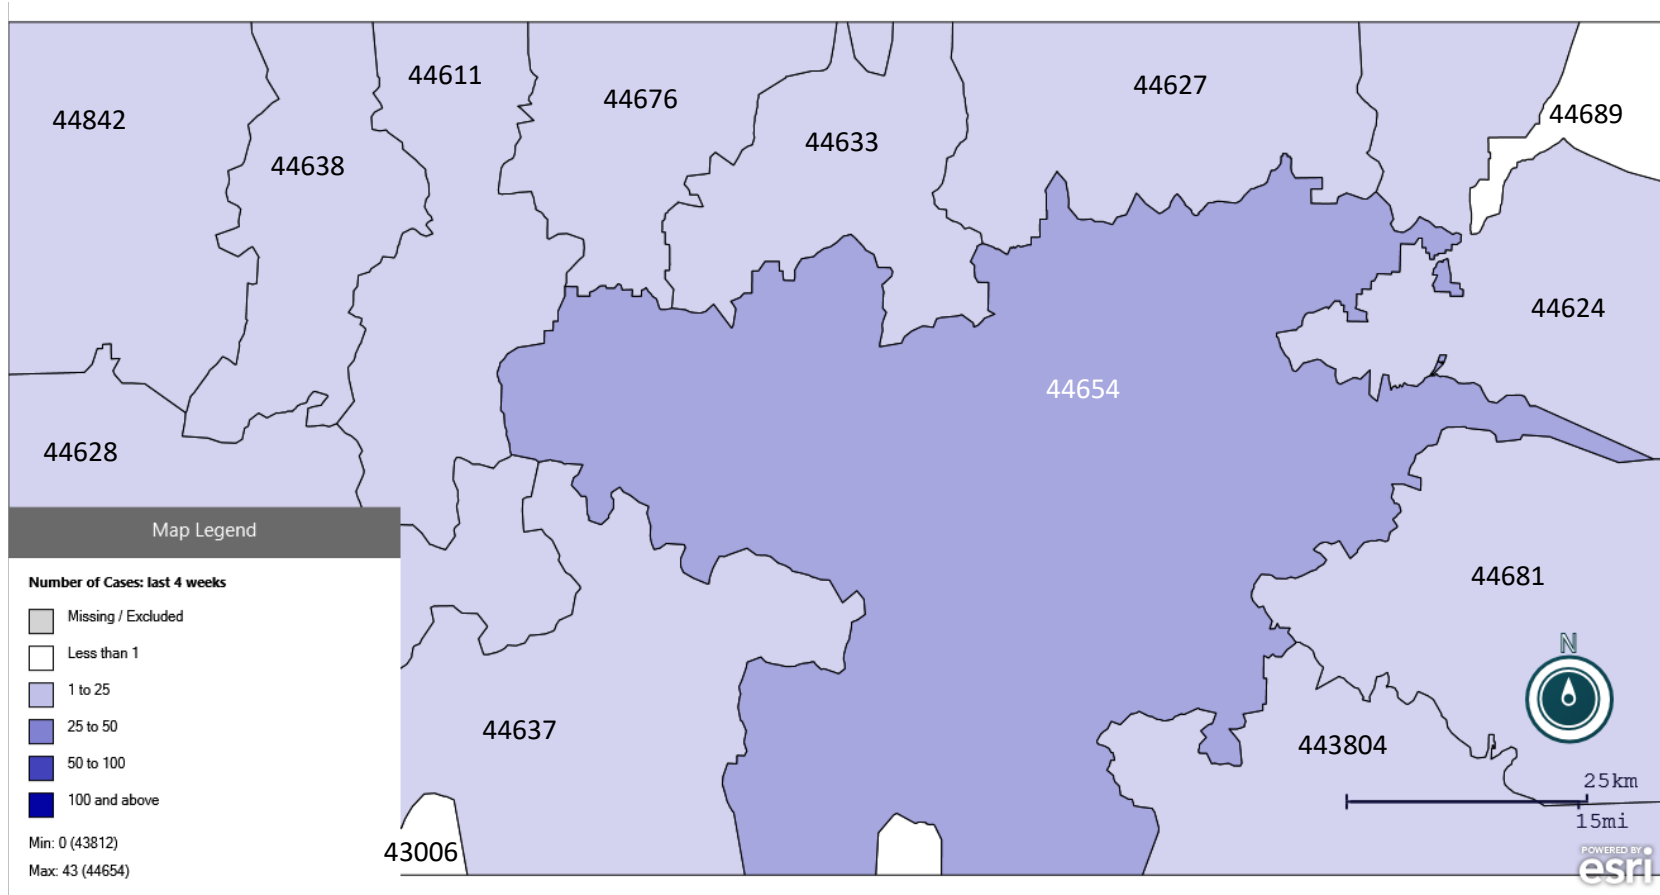 44611
44676
44627
44842
44689
44633
44638
44624
44654
44628
Map Legend
Number of Cases: last 4 weeks
Missing / Excluded
Less than 1
1 to 25
25 to 50
50 to 100
100 and above
Min: 0 (43812)
Max: 43 (44654)
44681
N
44637
443804
25km
15mi
43006
POWERED BY
esri